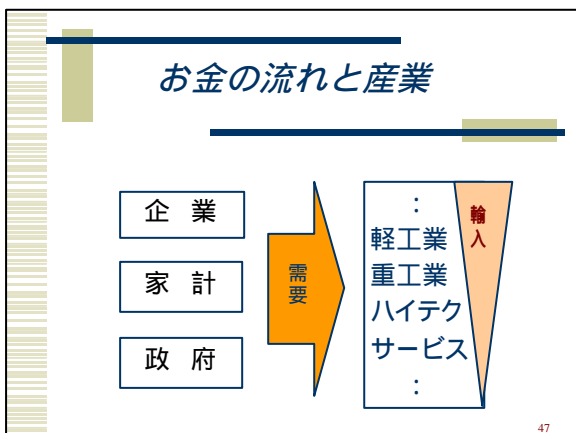 お金の流れと産業
企 業
家 計
政 府
需要
：
軽工業
重工業
ハイテク
サービス
：
輸入
47